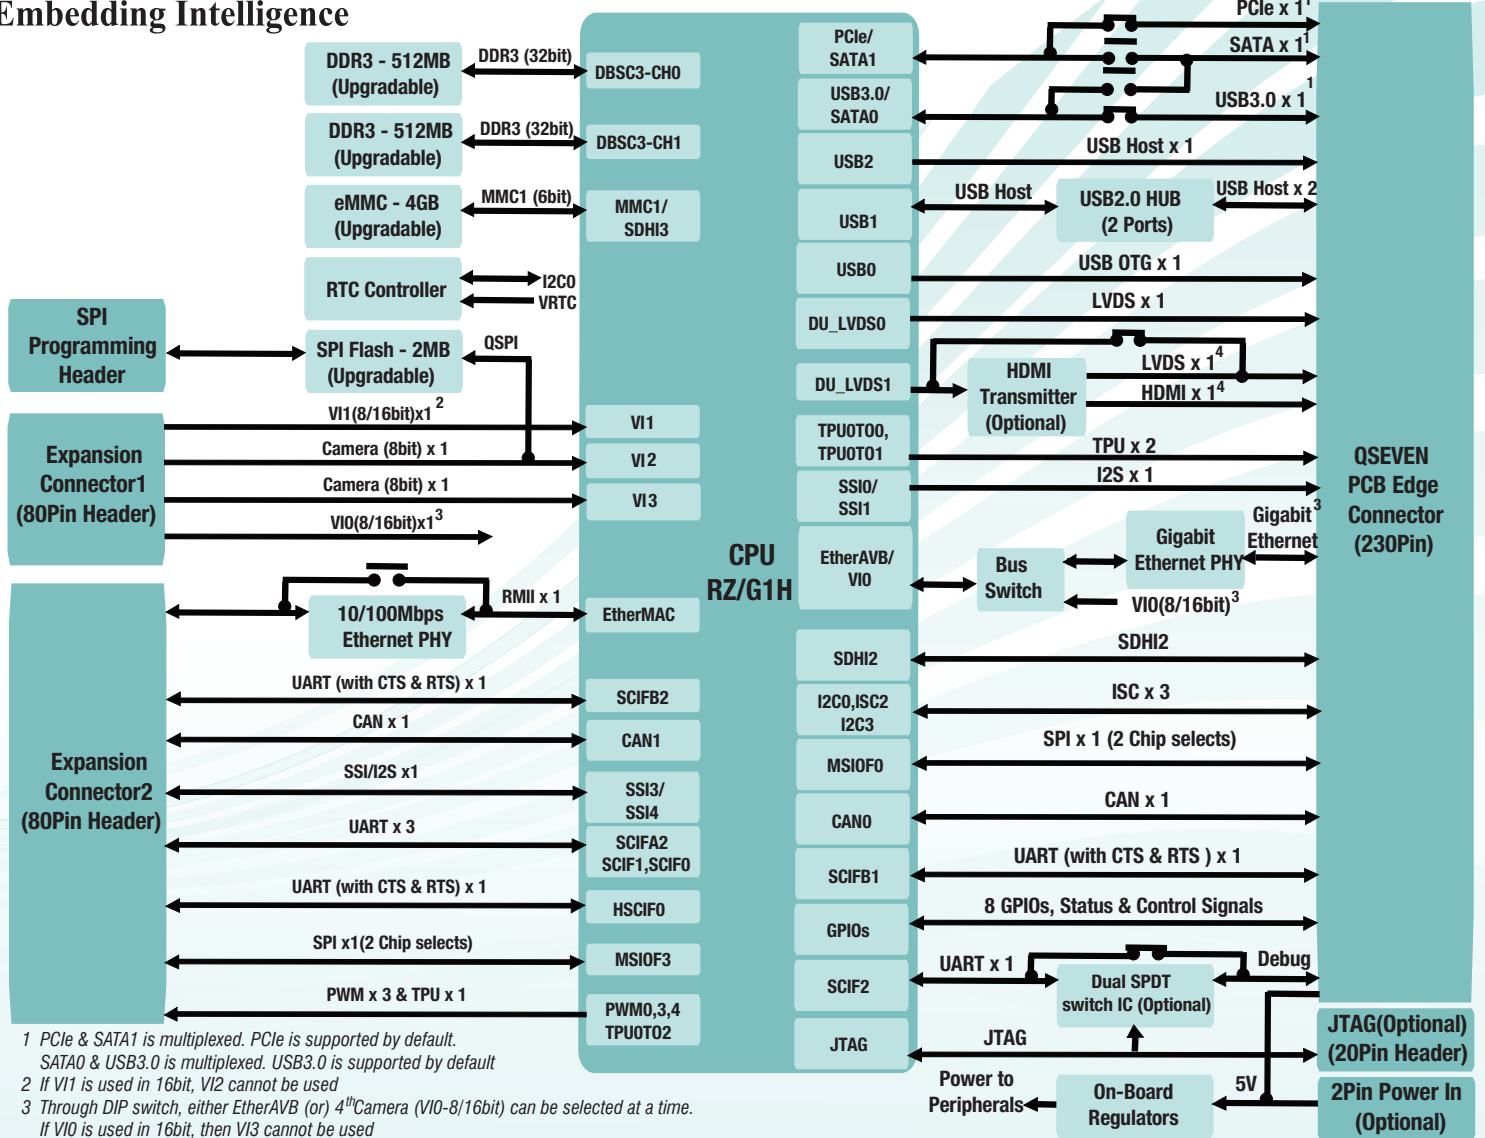 Embedding Intelligence
DDR3 - 512MB
(Upgradable)
DDR3 (32bit)
DBSC3-CH0
DDR3 - 512MB
(Upgradable)
DDR3 (32bit)
DBSC3-CH1
eMMC - 4GB
(Upgradable)
MMC1 (6bit)
MMC1/
SDHI3
RTC Controller
I2C0
VRTC
SPI
Programming
Header
SPI Flash - 2MB
(Upgradable)
QSPI
Expansion
Connector1
(80Pin Header)
VI1(8/16bit)x1 2
VI1
Camera (8bit) x 1
VI2
Camera (8bit) x 1
VI3
VI0(8/16bit)x1 3
Expansion
Connector2
(80Pin Header)
10/100Mbps
Ethernet PHY
RMII x 1
EtherMAC
UART (with CTS & RTS) x 1
SCIFB2
CAN x 1
CAN1
SSI/I2S x1
SSI3/
SSI4
UART x 3
SCIFA2
SCIF1,SCIF0
UART (with CTS & RTS) x 1
HSCIF0
SPI x1(2 Chip selects)
MSIOF3
PWM x 3 & TPU x 1
PWM0,3,4
TPU0TO2
CPU
RZ/G1H
PCIe/
SATA1
PCIe x 1 1
SATA x 1 1
USB3.0/
SATA0
USB3.0 x 1 1
USB2
USB Host x 1
USB1
USB Host
USB2.0 HUB
(2 Ports)
USB Host x 2
USB0
USB OTG x 1
DU_LVDS0
LVDS x 1
DU_LVDS1
HDMI
Transmitter
(Optional)
LVDS x 1 4
HDMI x 1 4
TPU0TO0,
TPU0TO1
TPU x 2
SSI0/
SSI1
I2S x 1
EtherAVB/
VI0
Bus
Switch
Gigabit
Ethernet PHY
Gigabit 3
Ethernet
VI0(8/16bit) 3
SDHI2
SDHI2
I2C0,ISC2
I2C3
ISC x 3
MSIOF0
SPI x 1 (2 Chip selects)
CAN0
CAN x 1
SCIFB1
UART (with CTS & RTS ) x 1
GPIOs
8 GPIOs, Status & Control Signals
SCIF2
UART x 1
Dual SPDT
switch IC (Optional)
Debug
JTAG
JTAG
QSEVEN
PCB Edge
Connector
(230Pin)
JTAG(Optional)
(20Pin Header)
Power to
Peripherals
On-Board
Regulators
5V
2Pin Power In
(Optional)
1 PCIe & SATA1 is multiplexed. PCIe is supported by default.
SATA0 & USB3.0 is multiplexed. USB3.0 is supported by default
2 If VI1 is used in 16bit, VI2 cannot be used
3 Through DIP switch, either EtherAVB (or) 4th Camera (VI0-8/16bit) can be selected at a time.
If VI0 is used in 16bit, then VI3 cannot be used